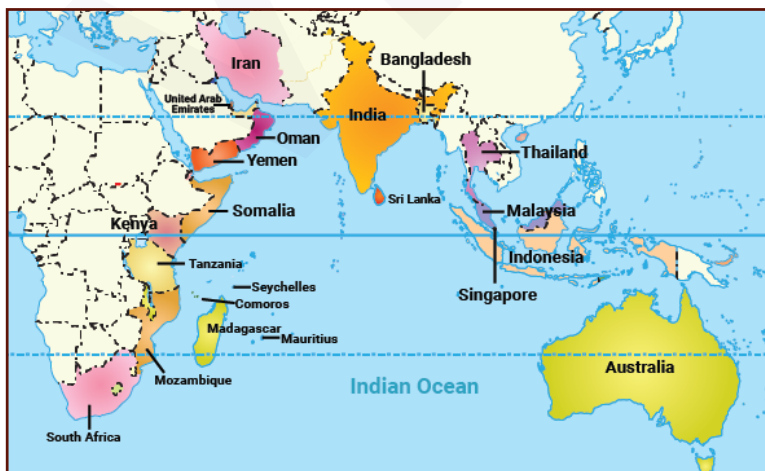 Iran
Bangladesh
United Arab
Emirates
India
Oman
Yemen
Thailand
Sri Lanka
Somalia
Malaysia
Kenya
Tanzania
Indonesia
Seychelles
Singapore
Comoros
Madagascar
Mauritius
Mozambique
Australia
Indian Ocean
South Africa